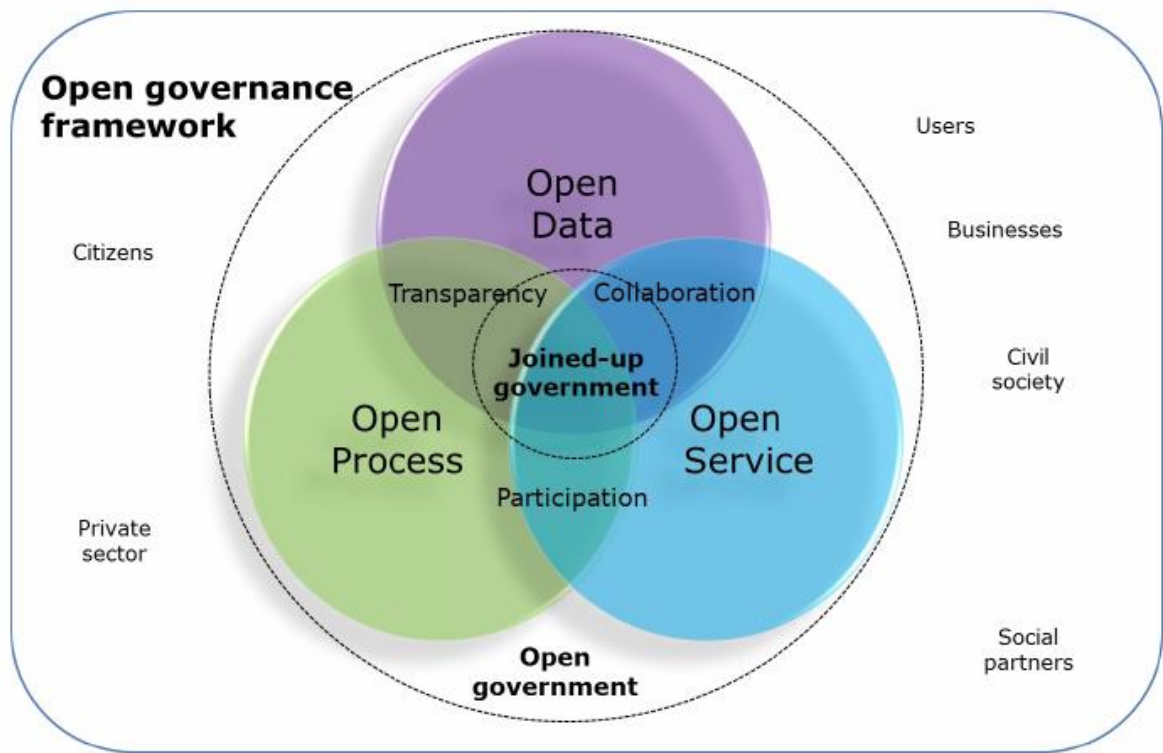 Open governance
framework
Users
Open
Data
Businesses
Citizens
Transparency
Collaboration
Joined-up
government
Civil
society
Open
Process
Open
Service
Participation
Private
sector
Open
government
Social
partners